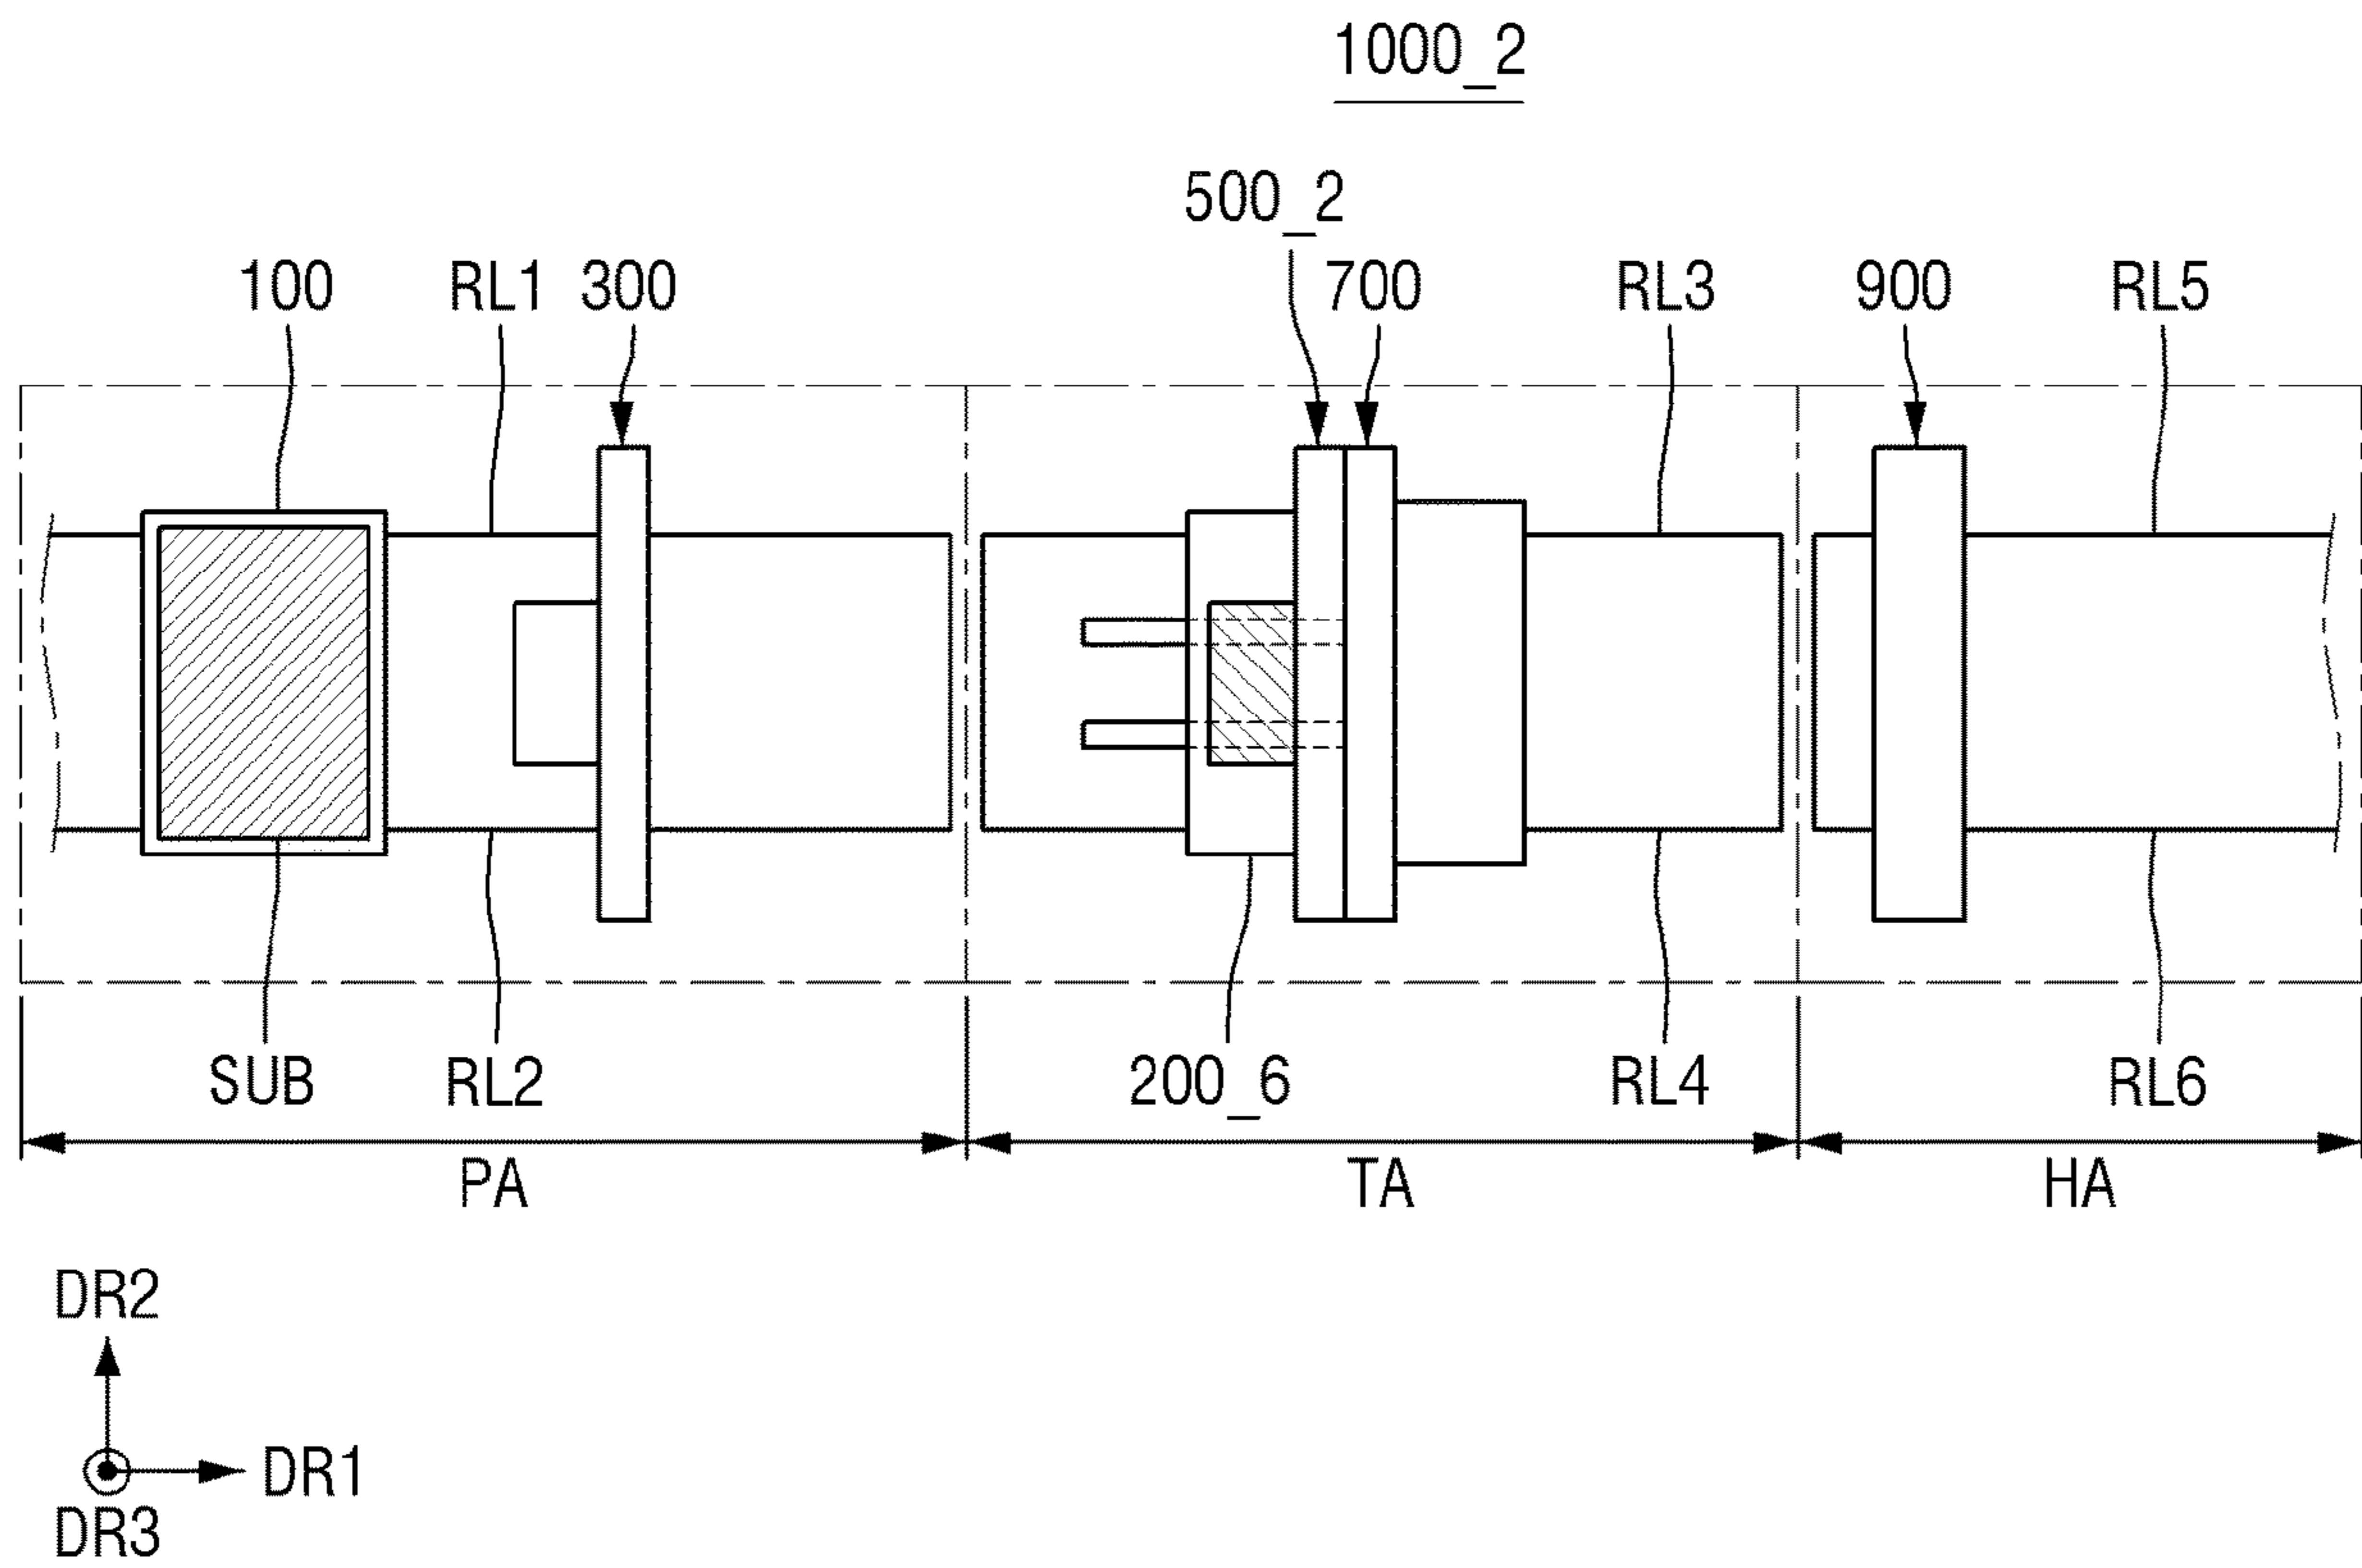 1000_2
500_2
100 RL1 300 700 RL3 900 RL5
SUB RL2 200_6 RL4 RL6
PA TA HA
DR2
DR1
DR3